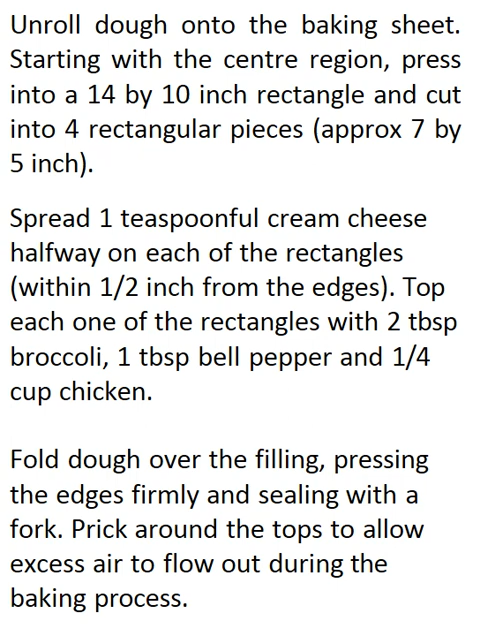 Unroll dough onto the baking sheet.
Starting with the centre region, press
into a 14 by 10 inch rectangle and cut
into 4 rectangular pieces (approx 7 by
5 inch).
Spread 1 teaspoonful cream cheese
halfway on each of the rectangles
(within 1/2 inch from the edges). Top
each one of the rectangles with 2 tbsp
broccoli, 1 tbsp bell pepper and 1/4
cup chicken.
Fold dough over the filling, pressing
the edges firmly and sealing with a
fork. Prick around the tops to allow
excess air to flow out during the
baking process.